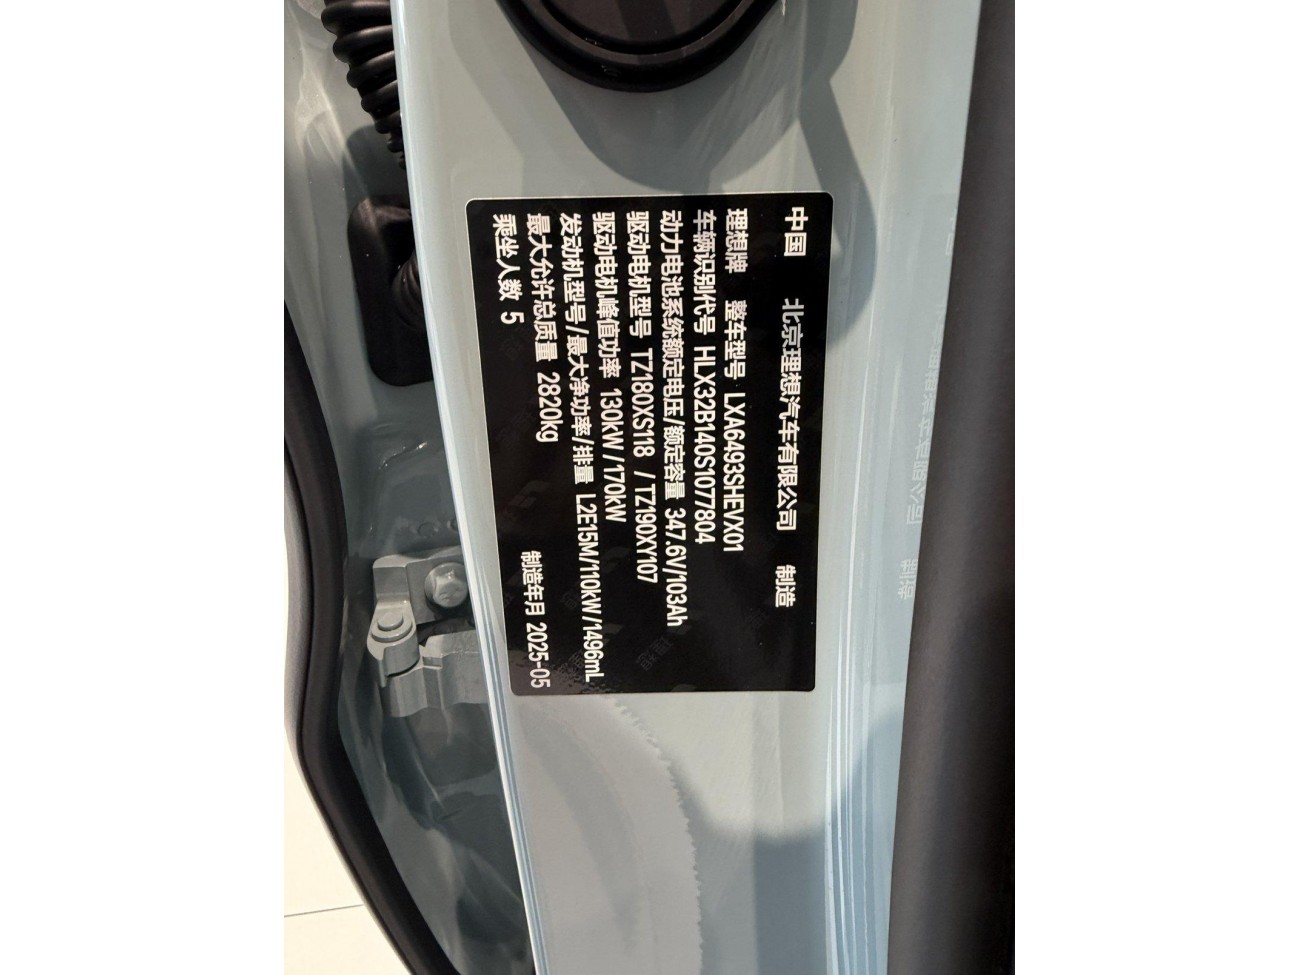 中国 北京理想汽车有限公司 制造
理想牌 整车型号 LXA6493SHEVX01
车辆识别代号 HLX32B140S1077804
动力电池系统额定电压/额定容量 347.6V/103Ah
驱动电机型号 TZ180XS118 /TZ190XY107
驱动电机峰值功率 130kW/170kW
发动机型号/最大净功率/排量 L2E15M/110kW/1496mL
最大允许总质量 2820kg 制造年月 2025-05
乘坐人数 5